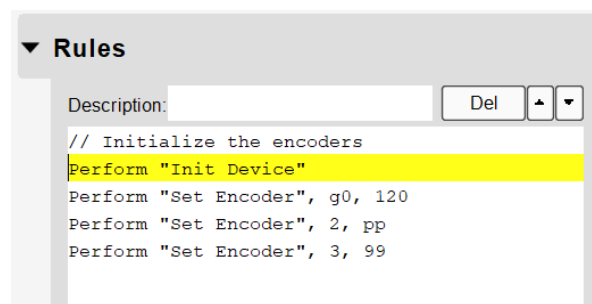 Rules
Description: Del
// Initialize the encoders
Perform "Init Device"
Perform "Set Encoder", g0, 120
Perform "Set Encoder", 2, pp
Perform "Set Encoder", 3, 99